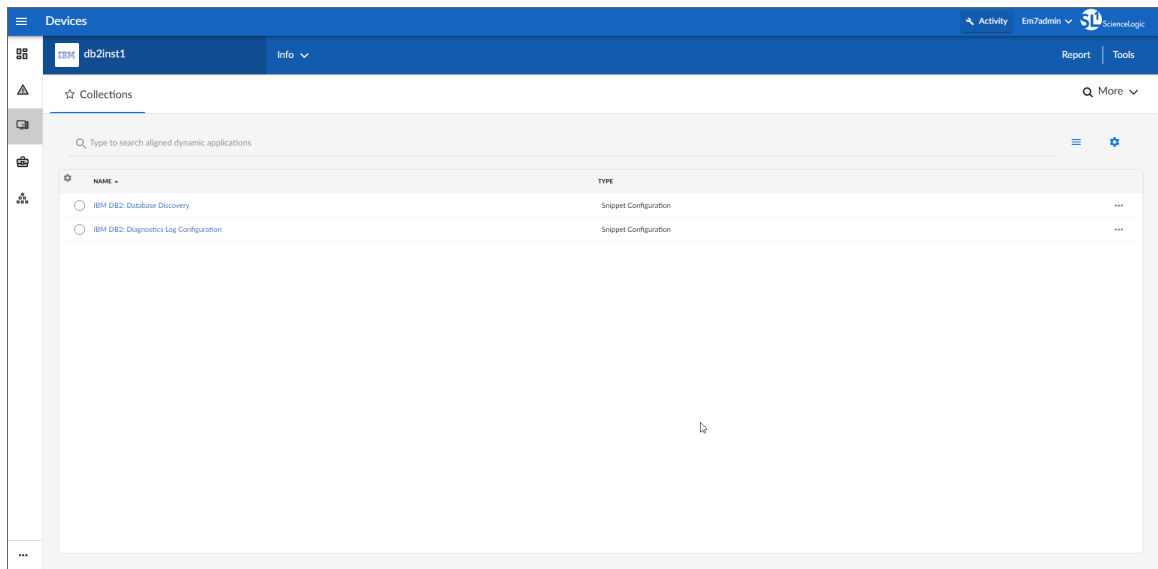 Devices
Activity Em7admin SL1 ScienceLogic
IBM db2inst1 Info Report Tools
Collections More
Type to search aligned dynamic applications
NAME TYPE
IBM DB2: Database Discovery Snippet Configuration
IBM DB2: Diagnostics Log Configuration Snippet Configuration